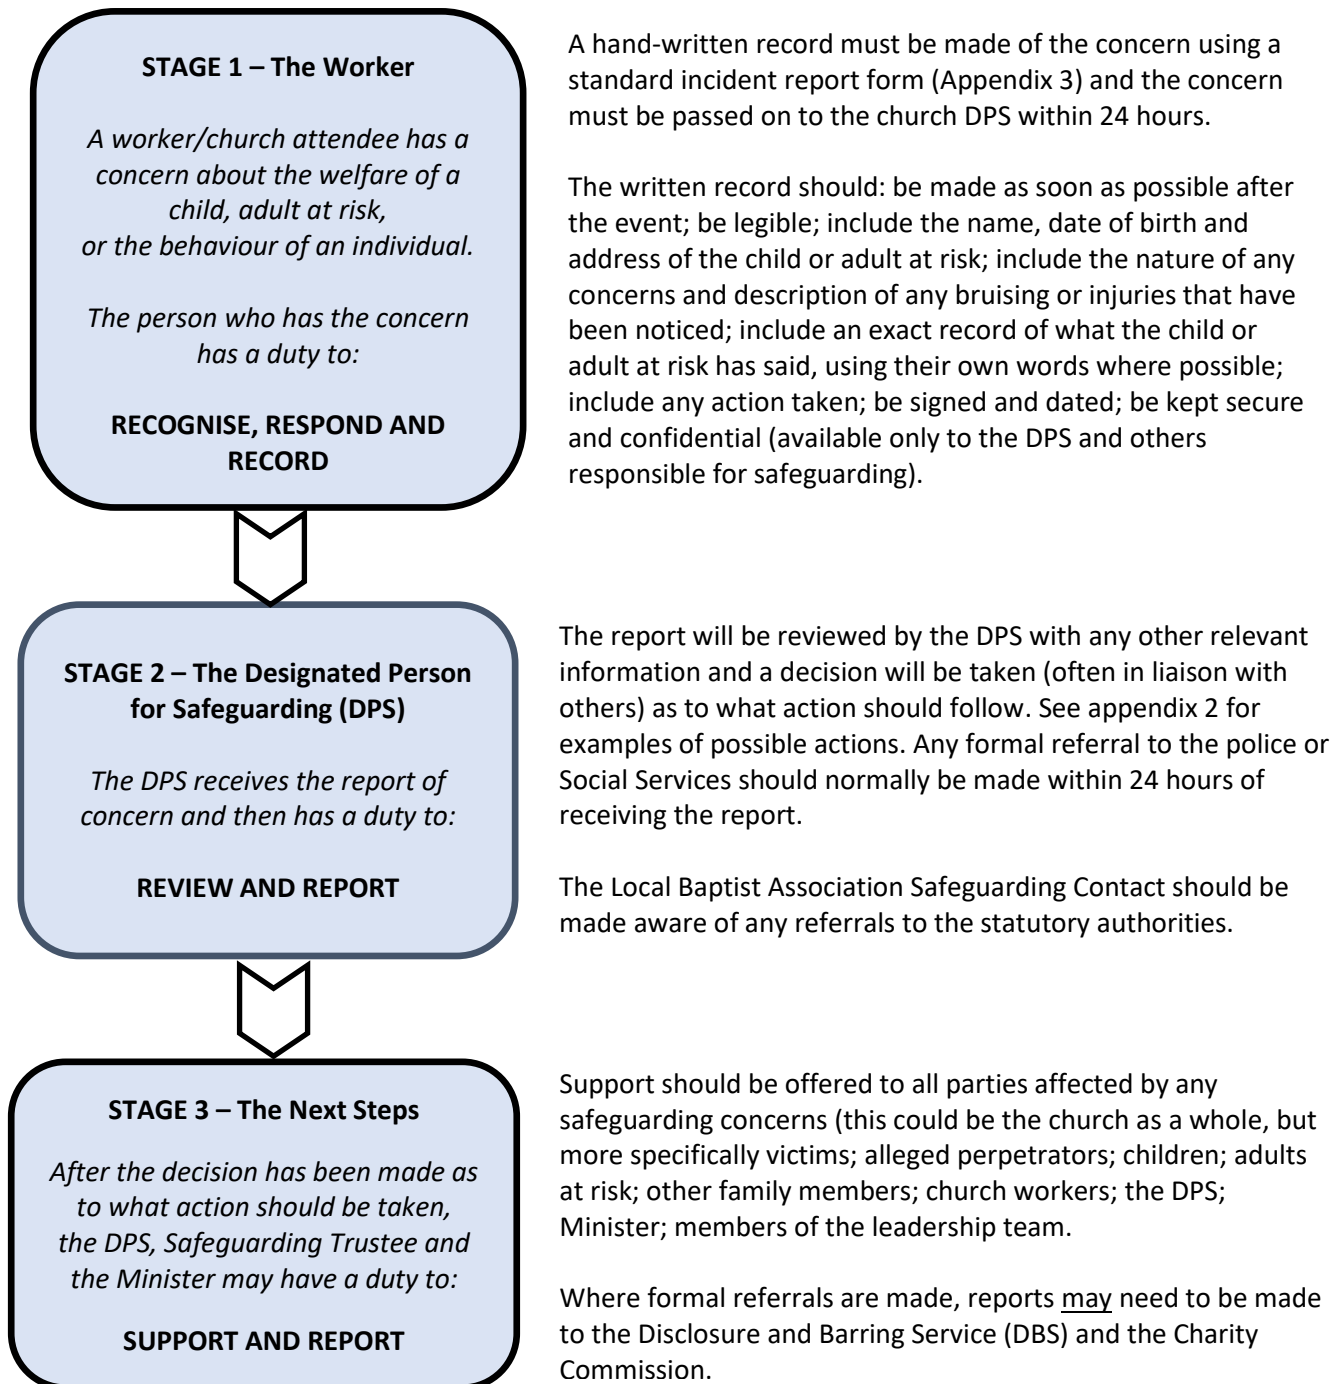 STAGE 1 – The Worker
A worker/church attendee has a
concern about the welfare of a
child, adult at risk,
or the behaviour of an individual.
The person who has the concern
has a duty to:
RECOGNISE, RESPOND AND
RECORD
A hand-written record must be made of the concern using a
standard incident report form (Appendix 3) and the concern
must be passed on to the church DPS within 24 hours.
The written record should: be made as soon as possible after
the event; be legible; include the name, date of birth and
address of the child or adult at risk; include the nature of any
concerns and description of any bruising or injuries that have
been noticed; include an exact record of what the child or
adult at risk has said, using their own words where possible;
include any action taken; be signed and dated; be kept secure
and confidential (available only to the DPS and others
responsible for safeguarding).
STAGE 2 – The Designated Person
for Safeguarding (DPS)
The DPS receives the report of
concern and then has a duty to:
REVIEW AND REPORT
The report will be reviewed by the DPS with any other relevant
information and a decision will be taken (often in liaison with
others) as to what action should follow. See appendix 2 for
examples of possible actions. Any formal referral to the police or
Social Services should normally be made within 24 hours of
receiving the report.
The Local Baptist Association Safeguarding Contact should be
made aware of any referrals to the statutory authorities.
STAGE 3 – The Next Steps
After the decision has been made as
to what action should be taken,
the DPS, Safeguarding Trustee and
the Minister may have a duty to:
SUPPORT AND REPORT
Support should be offered to all parties affected by any
safeguarding concerns (this could be the church as a whole, but
more specifically victims; alleged perpetrators; children; adults
at risk; other family members; church workers; the DPS;
Minister; members of the leadership team.
Where formal referrals are made, reports may need to be made
to the Disclosure and Barring Service (DBS) and the Charity
Commission.